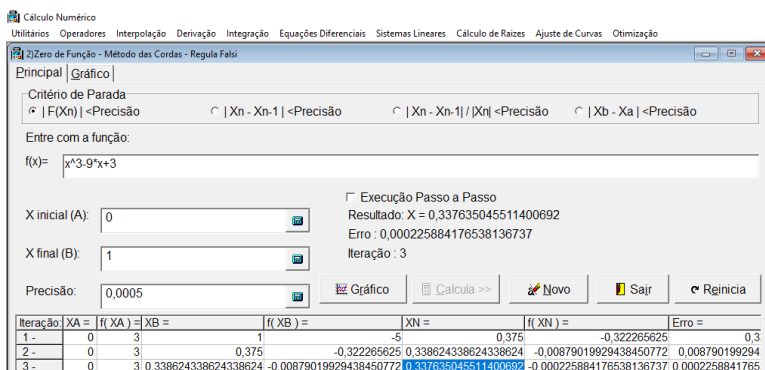 Cálculo Numérico
Utilitários Operadores Interpolação Derivação Integração Equações Diferenciais Sistemas Lineares Cálculo de Raizes Ajuste de Curvas Otimização
2)Zero de Função - Método das Cordas - Regula Falsi
Principal Gráfico
Critério de Parada
| F(Xn) | <Precisão | Xn - Xn-1 | <Precisão | Xn - Xn-1| / |Xn| <Precisão | Xb - Xa | <Precisão
Entre com a função:
f(x)= x^3-9*x+3
Execução Passo a Passo
X inicial (A): 0 Resultado: X = 0,337635045511400692
Erro : 0,000225884176538136737
X final (B): 1 Iteração : 3
Precisão: 0,0005 Gráfico Calcula >> Novo Sair Reinicia
Iteração: XA = f( XA ) = XB = f( XB ) = XN = f( XN ) = Erro =
1 - 0 3 1 -5 0,375 -0,322265625 0,3
2 - 0 3 0,375 -0,322265625 0,338624338624338624 -0,00879019929438450772 0,008790199294
3 - 0 3 0,338624338624338624 -0,00879019929438450772 0,337635045511400692 -0,000225884176538136737 0,0002258841765